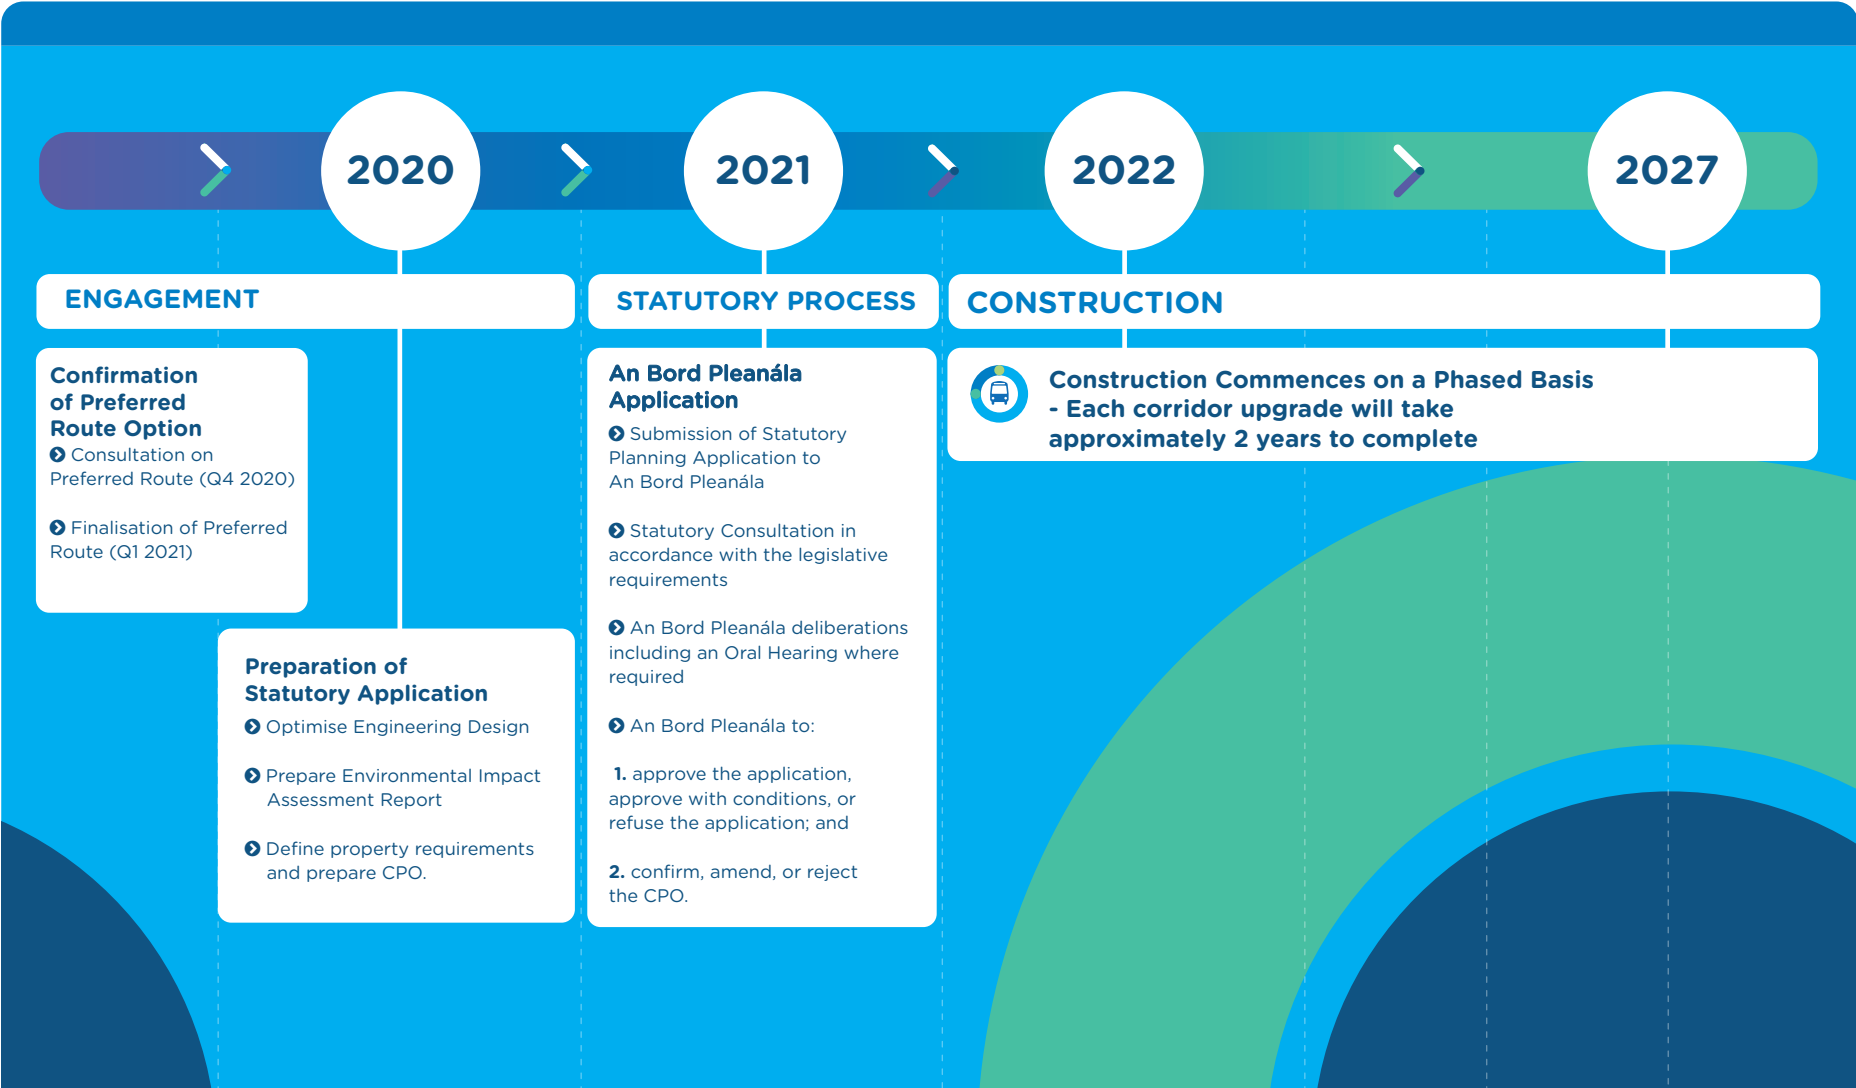 2020
2021
2022
2027
ENGAGEMENT
STATUTORY PROCESS
CONSTRUCTION
Confirmation
of Preferred
Route Option
Consultation on
Preferred Route (Q4 2020)
Finalisation of Preferred
Route (Q1 2021)
Preparation of
Statutory Application
Optimise Engineering Design
Prepare Environmental Impact
Assessment Report
Define property requirements
and prepare CPO.
An Bord Pleanála
Application
Submission of Statutory
Planning Application to
An Bord Pleanála
Statutory Consultation in
accordance with the legislative
requirements
An Bord Pleanála deliberations
including an Oral Hearing where
required
An Bord Pleanála to:
1. approve the application,
approve with conditions, or
refuse the application; and
2. confirm, amend, or reject
the CPO.
Construction Commences on a Phased Basis
- Each corridor upgrade will take
approximately 2 years to complete